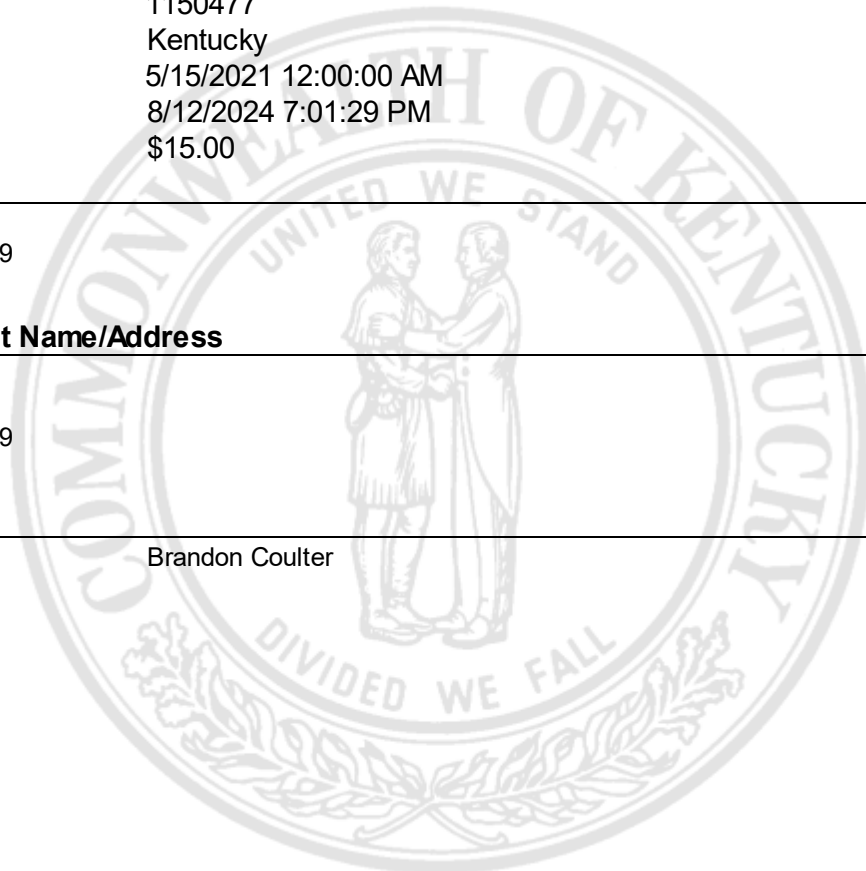 1150477
Kentucky
5/15/2021 12:00:00 AM
8/12/2024 7:01:29 PM
$15.00
9
t Name/Address
9
Brandon Coulter
COMMONWEALTH OF KENTUCKY
UNITED WE STAND
DIVIDED WE FALL